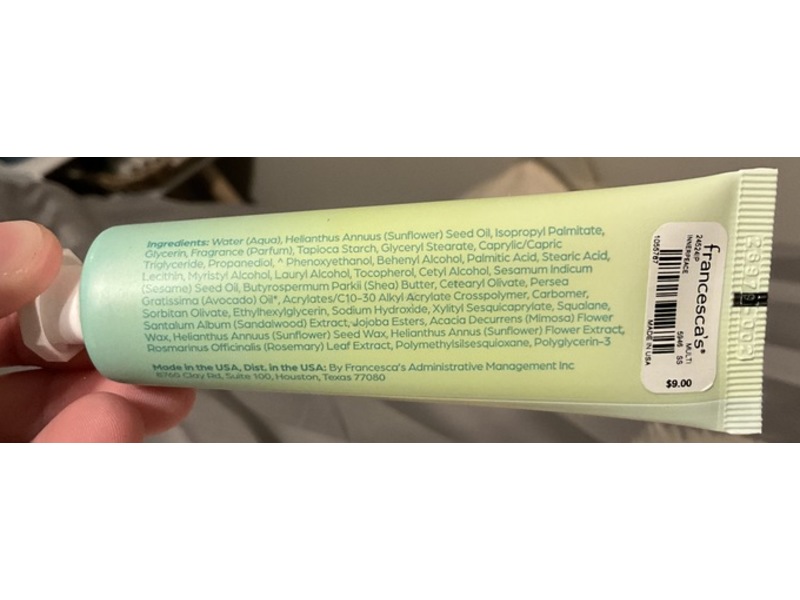 Ingredients: Water (Aqua), Helianthus Annuus (Sunflower) Seed Oil, Isopropyl Palmitate,
Glycerin, Fragrance (Parfum), Tapioca Starch, Glyceryl Stearate, Caprylic/Capric
Triglyceride, Propanediol, ^ Phenoxyethanol, Behenyl Alcohol, Palmitic Acid, Stearic Acid,
Lecithin, Myristyl Alcohol, Lauryl Alcohol, Tocopherol, Cetyl Alcohol, Sesamum Indicum
(Sesame) Seed Oil, Butyrospermum Parkii (Shea) Butter, Cetearyl Olivate, Persea
Gratissima (Avocado) Oil*, Acrylates/C10-30 Alkyl Acrylate Crosspolymer, Carbomer,
Sorbitan Olivate, Ethylhexylglycerin, Sodium Hydroxide, Xylityl Sesquicaprylate, Squalane,
Santalum Album (Sandalwood) Extract, Jojoba Esters, Acacia Decurrens (Mimosa) Flower
Wax, Helianthus Annuus (Sunflower) Seed Wax, Helianthus Annus (Sunflower) Flower Extract,
Rosmarinus Officinalis (Rosemary) Leaf Extract, Polymethylsilsesquioxane, Polyglycerin-3
Made in the USA, Dist. in the USA: By Francesca's Administrative Management Inc
8760 Clay Rd, Suite 100, Houston, Texas 77080
francesca's®
INNERPEACE
MULTI
5946 SS
1055787
MADE IN USA
$9.00